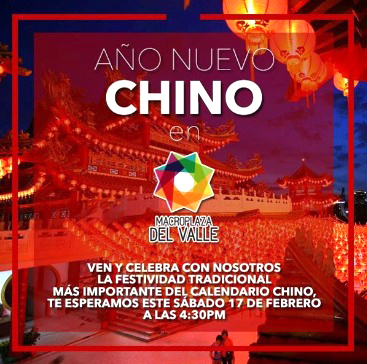 AÑO NUEVO
CHINO
en
MACROPLAZA
DEL VALLE
VEN Y CELEBRA CON NOSOTROS
LA FESTIVIDAD TRADICIONAL
MÁS IMPORTANTE DEL CALENDARIO CHINO,
TE ESPERAMOS ESTE SÁBADO 17 DE FEBRERO
A LAS 4:30PM